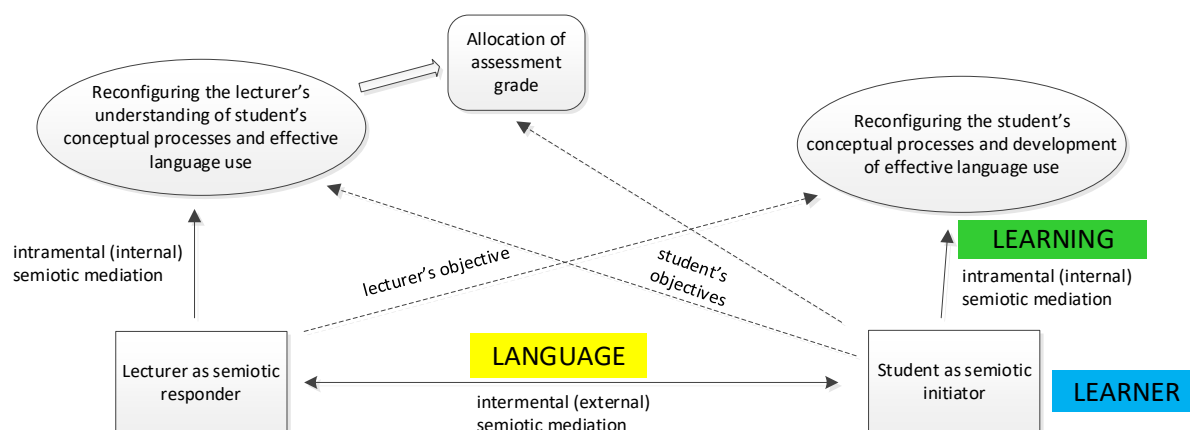 Allocation of
assessment
grade
Reconfiguring the lecturer's
understanding of student's
conceptual processes and effective
language use
Reconfiguring the student's
conceptual processes and development
of effective language use
LEARNING
intramental (internal)
semiotic mediation
intramental (internal)
semiotic mediation
lecturer's objective
student's
objectives
Lecturer as semiotic
responder
LANGUAGE
intermental (external)
semiotic mediation
Student as semiotic
initiator
LEARNER